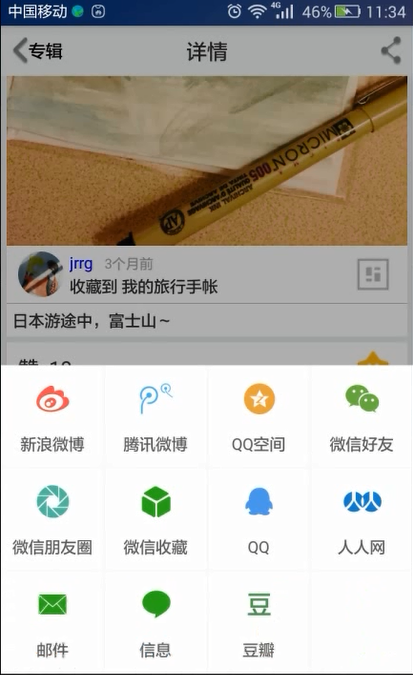 中国移动 4G 46% 11:34
专辑 详情
MICRON 005
ARCHIVAL INK
jrrg 3个月前
收藏到 我的旅行手帐
日本游途中，富士山～
新浪微博 腾讯微博 QQ空间 微信好友
微信朋友圈 微信收藏 QQ 人人网
豆
邮件 信息 豆瓣